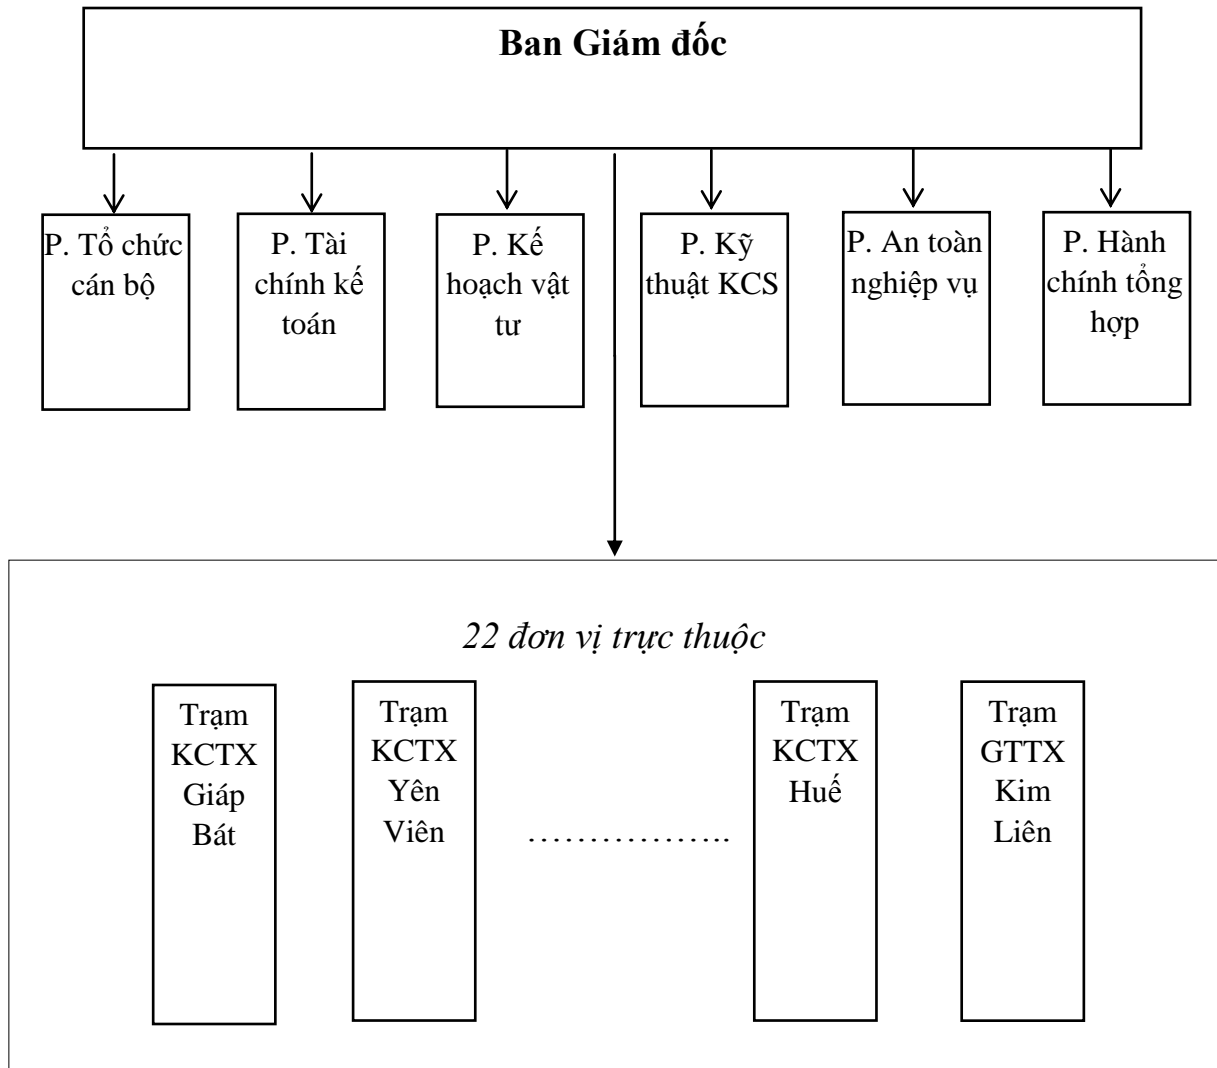 Ban Giám đốc
P. Tổ chức
cán bộ
P. Tài
chính kế
toán
P. Kế
hoạch vật
tư
P. Kỹ
thuật KCS
P. An toàn
nghiệp vụ
P. Hành
chính tổng
hợp
22 đơn vị trực thuộc
Trạm
KCTX
Giáp
Bát
Trạm
KCTX
Yên
Viên
……………..
Trạm
KCTX
Huế
Trạm
GTTX
Kim
Liên